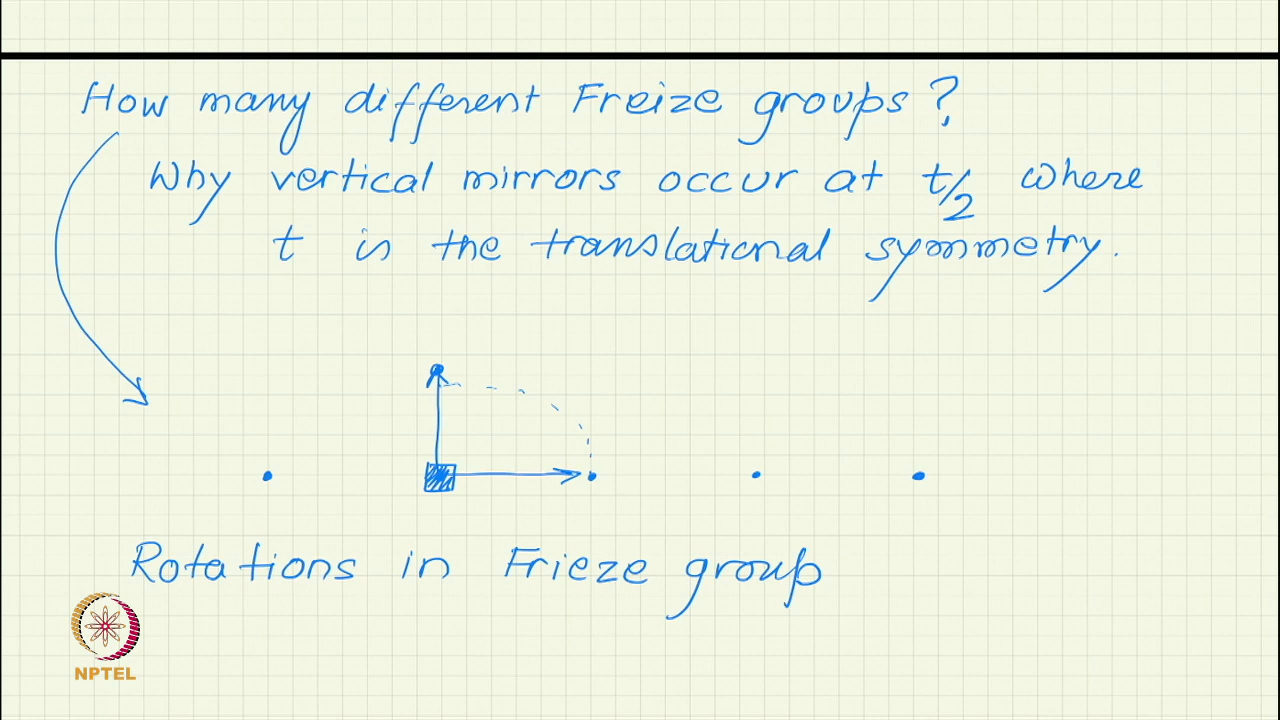 How many different Freize groups?
Why vertical mirrors occur at t/2 where
t is the translational symmetry.
Rotations in Frieze group
NPTEL